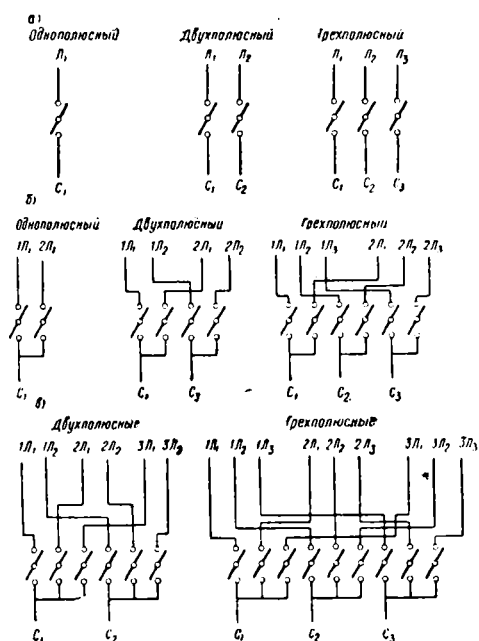 а)
Однополюсный Двухполюсный Трехполюсный
Л₁ Л₁ Л₂ Л₁ Л₂ Л₃
С₁ С₁ С₂ С₁ С₂ С₃
б)
Однополюсный Двухполюсный Трехполюсный
1Л₁ 2Л₁ 1Л₁ 1Л₂ 2Л₁ 2Л₂ 1Л₁ 1Л₂ 1Л₃ 2Л₁ 2Л₂ 2Л₃
С₁ С₁ С₃ С₁ С₂ С₃
в)
Двухполюсные Трехполюсные
1Л₁ 1Л₂ 2Л₁ 2Л₂ 3Л₁ 1Л₁ 1Л₂ 1Л₃ 2Л₁ 2Л₂ 2Л₃ 3Л₁ 3Л₂ 3Л₃
С₁ С₂ С₁ С₂ С₃